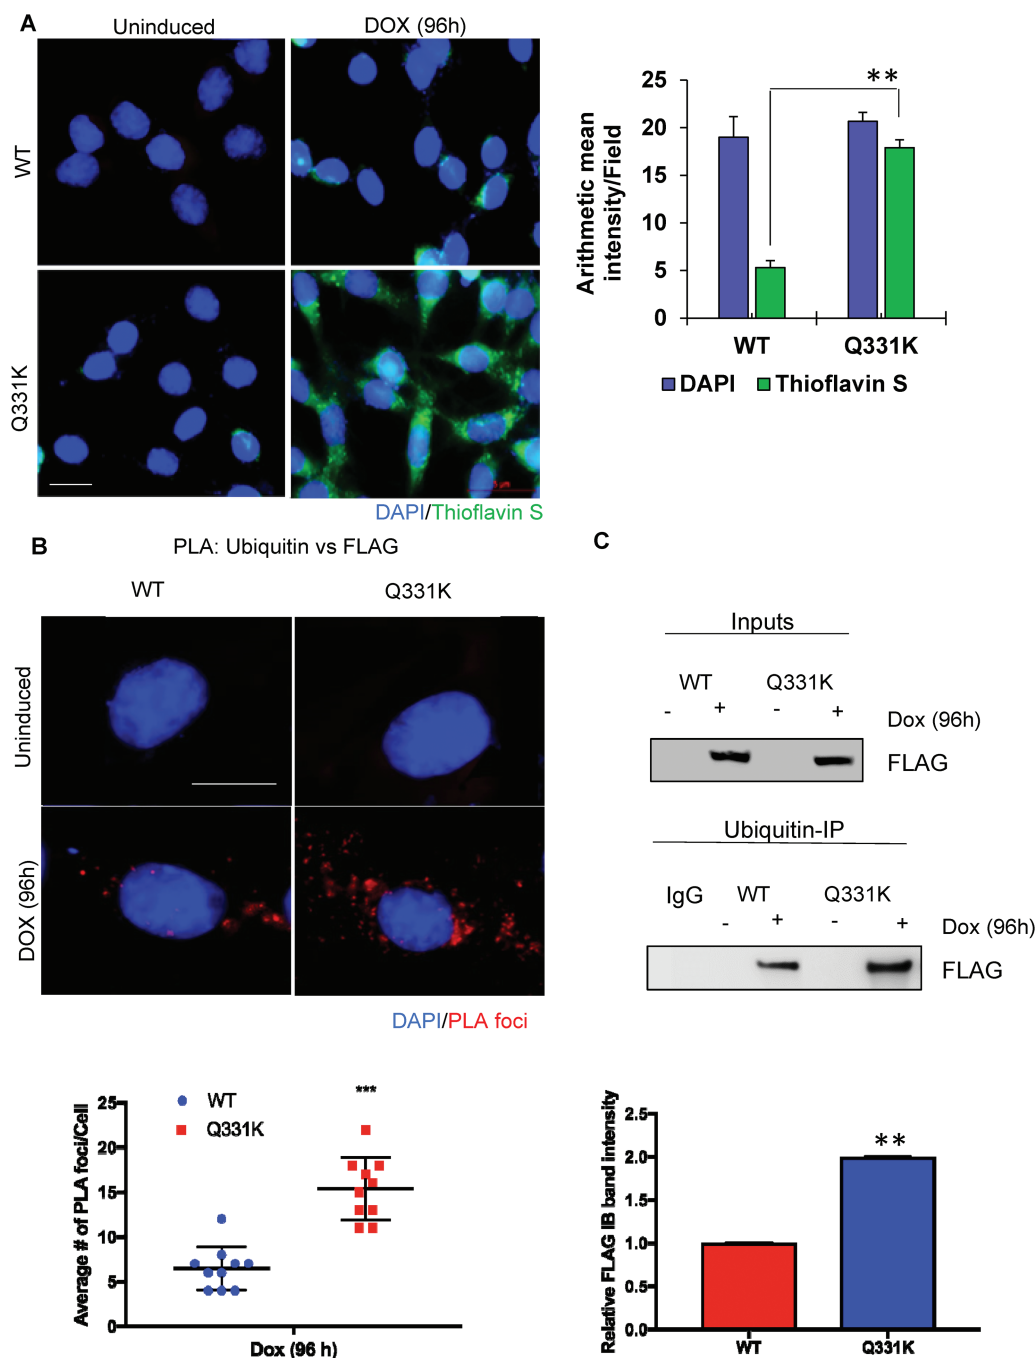 A
Uninduced
DOX (96h)
WT
Q331K
DAPI/Thioflavin S
Arithmetic mean
intensity/Field
25
20
15
10
5
0
**
WT
Q331K
DAPI
Thioflavin S
B
PLA: Ubiquitin vs FLAG
WT
Q331K
Uninduced
DOX (96h)
DAPI/PLA foci
Average # of PLA foci/Cell
25
20
15
10
5
0
WT
Q331K
***
Dox (96 h)
C
Inputs
WT
Q331K
- + - +
Dox (96h)
FLAG
Ubiquitin-IP
IgG
WT
Q331K
- + - +
Dox (96h)
FLAG
Relative FLAG IB band intensity
2.5
2.0
1.5
1.0
0.5
0.0
**
WT
Q331K